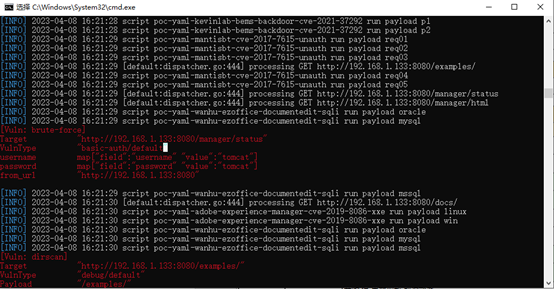 选择 C:\Windows\System32\cmd.exe
[INFO] 2023-04-08 16:21:28 script poc-yaml-kevinlab-bems-backdoor-cve-2021-37292 run payload p1
[INFO] 2023-04-08 16:21:28 script poc-yaml-kevinlab-bems-backdoor-cve-2021-37292 run payload p2
[INFO] 2023-04-08 16:21:29 script poc-yaml-mantisbt-cve-2017-7615-unauth run payload req01
[INFO] 2023-04-08 16:21:29 script poc-yaml-mantisbt-cve-2017-7615-unauth run payload req02
[INFO] 2023-04-08 16:21:29 script poc-yaml-mantisbt-cve-2017-7615-unauth run payload req03
[INFO] 2023-04-08 16:21:29 [default:dispatcher.go:444] processing GET http://192.168.1.133:8080/examples/
[INFO] 2023-04-08 16:21:29 script poc-yaml-mantisbt-cve-2017-7615-unauth run payload req04
[INFO] 2023-04-08 16:21:29 script poc-yaml-mantisbt-cve-2017-7615-unauth run payload req05
[INFO] 2023-04-08 16:21:29 [default:dispatcher.go:444] processing GET http://192.168.1.133:8080/manager/status
[INFO] 2023-04-08 16:21:29 [default:dispatcher.go:444] processing GET http://192.168.1.133:8080/manager/html
[INFO] 2023-04-08 16:21:29 script poc-yaml-wanhu-ezoffice-documentedit-sqli run payload oracle
[INFO] 2023-04-08 16:21:29 script poc-yaml-wanhu-ezoffice-documentedit-sqli run payload mysql
[Vuln: brute-force]
Target "http://192.168.1.133:8080/manager/status"
VulnType "basic-auth/default"
username map["field":"username" "value":"tomcat"]
password map["field":"password" "value":"tomcat"]
from_url "http://192.168.1.133:8080"
[INFO] 2023-04-08 16:21:29 script poc-yaml-wanhu-ezoffice-documentedit-sqli run payload mssql
[INFO] 2023-04-08 16:21:30 [default:dispatcher.go:444] processing GET http://192.168.1.133:8080/docs/
[INFO] 2023-04-08 16:21:30 script poc-yaml-adobe-experience-manager-cve-2019-8086-xxe run payload linux
[INFO] 2023-04-08 16:21:30 script poc-yaml-adobe-experience-manager-cve-2019-8086-xxe run payload win
[INFO] 2023-04-08 16:21:30 script poc-yaml-wanhu-ezoffice-documentedit-sqli run payload oracle
[INFO] 2023-04-08 16:21:30 script poc-yaml-wanhu-ezoffice-documentedit-sqli run payload mysql
[INFO] 2023-04-08 16:21:30 script poc-yaml-wanhu-ezoffice-documentedit-sqli run payload mssql
[Vuln: dirscan]
Target "http://192.168.1.133:8080/examples/"
VulnType "debug/default"
Payload "/examples/"